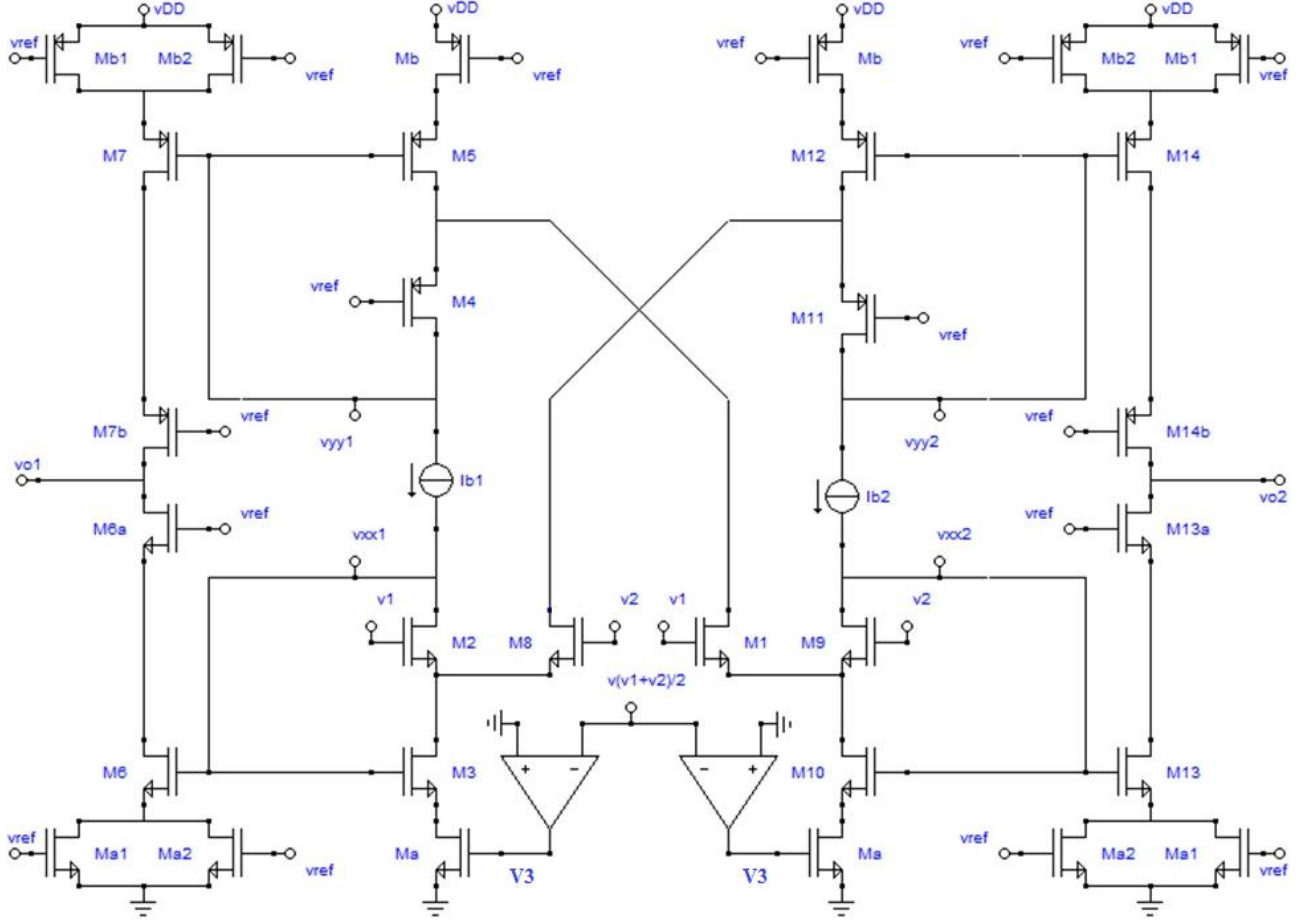 vDD
vDD
vDD
vDD
vref
Mb1
Mb2
vref
Mb
vref
vref
Mb
vref
Mb2
Mb1
vref
M7
M5
M12
M14
vref
M4
M11
vref
M7b
vref
vyy1
vyy2
vref
M14b
vo1
Ib1
Ib2
vo2
M6a
vref
vxx1
vxx2
vref
M13a
v1
v2
v1
v2
M2
M8
M1
M9
v(v1+v2)/2
+
−
−
+
M6
M3
M10
M13
vref
Ma1
Ma2
vref
Ma
V3
V3
Ma
vref
Ma2
Ma1
vref